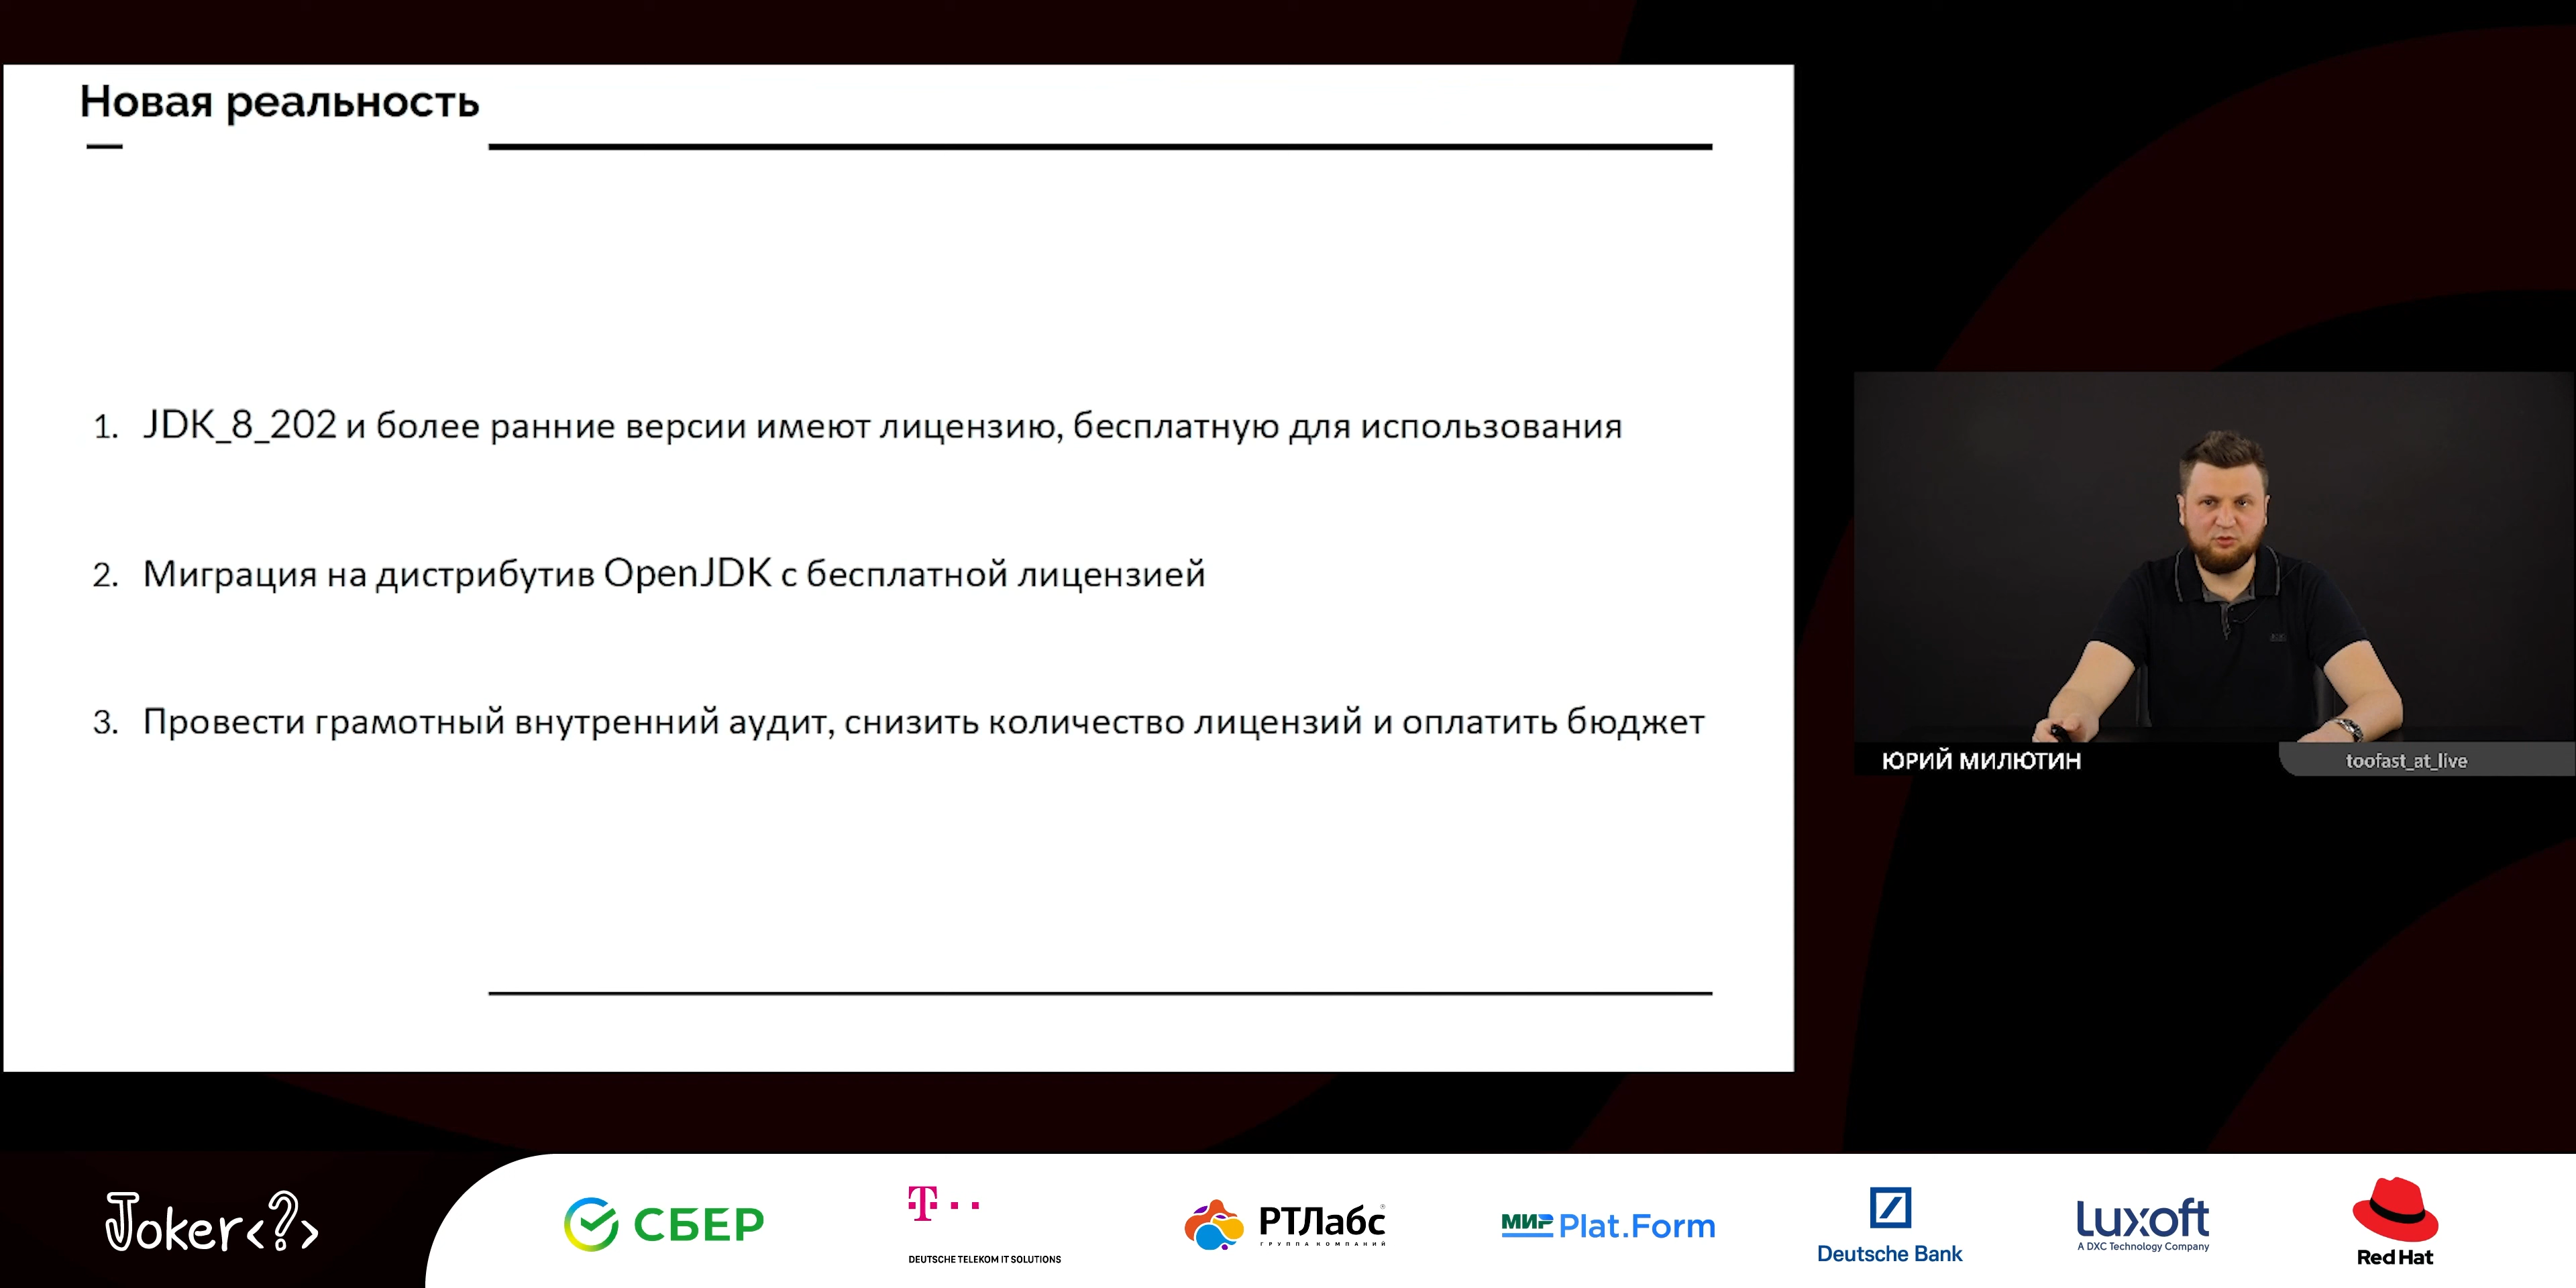 Новая реальность
1. JDK_8_202 и более ранние версии имеют лицензию, бесплатную для использования
2. Миграция на дистрибутив OpenJDK с бесплатной лицензией
3. Провести грамотный внутренний аудит, снизить количество лицензий и оплатить бюджет
ЮРИЙ МИЛЮТИН
toofast_at_live
Joker<?>
СБЕР
T
DEUTSCHE TELEKOM IT SOLUTIONS
РТЛабс
ГРУППА КОМПАНИЙ
МИР Plat.Form
Deutsche Bank
Luxoft
A DXC Technology Company
Red Hat